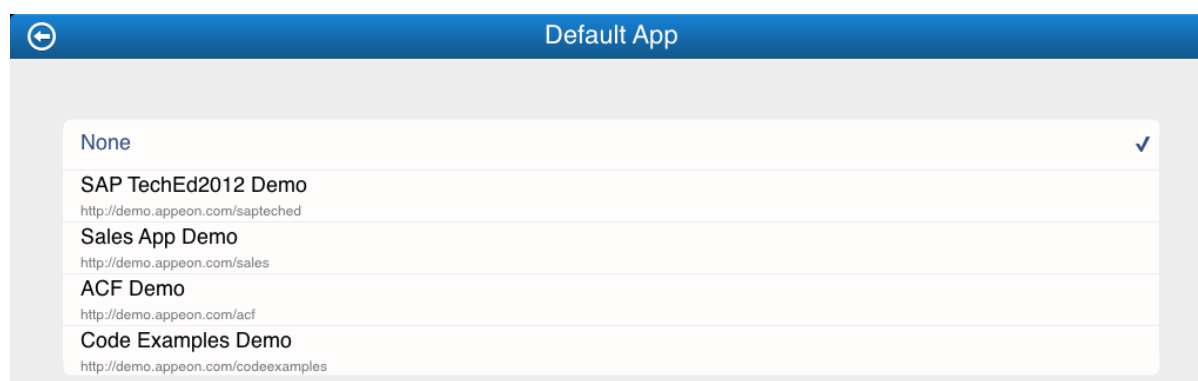 Default App
None
SAP TechEd2012 Demo
http://demo.appeon.com/sapteched
Sales App Demo
http://demo.appeon.com/sales
ACF Demo
http://demo.appeon.com/acf
Code Examples Demo
http://demo.appeon.com/codeexamples